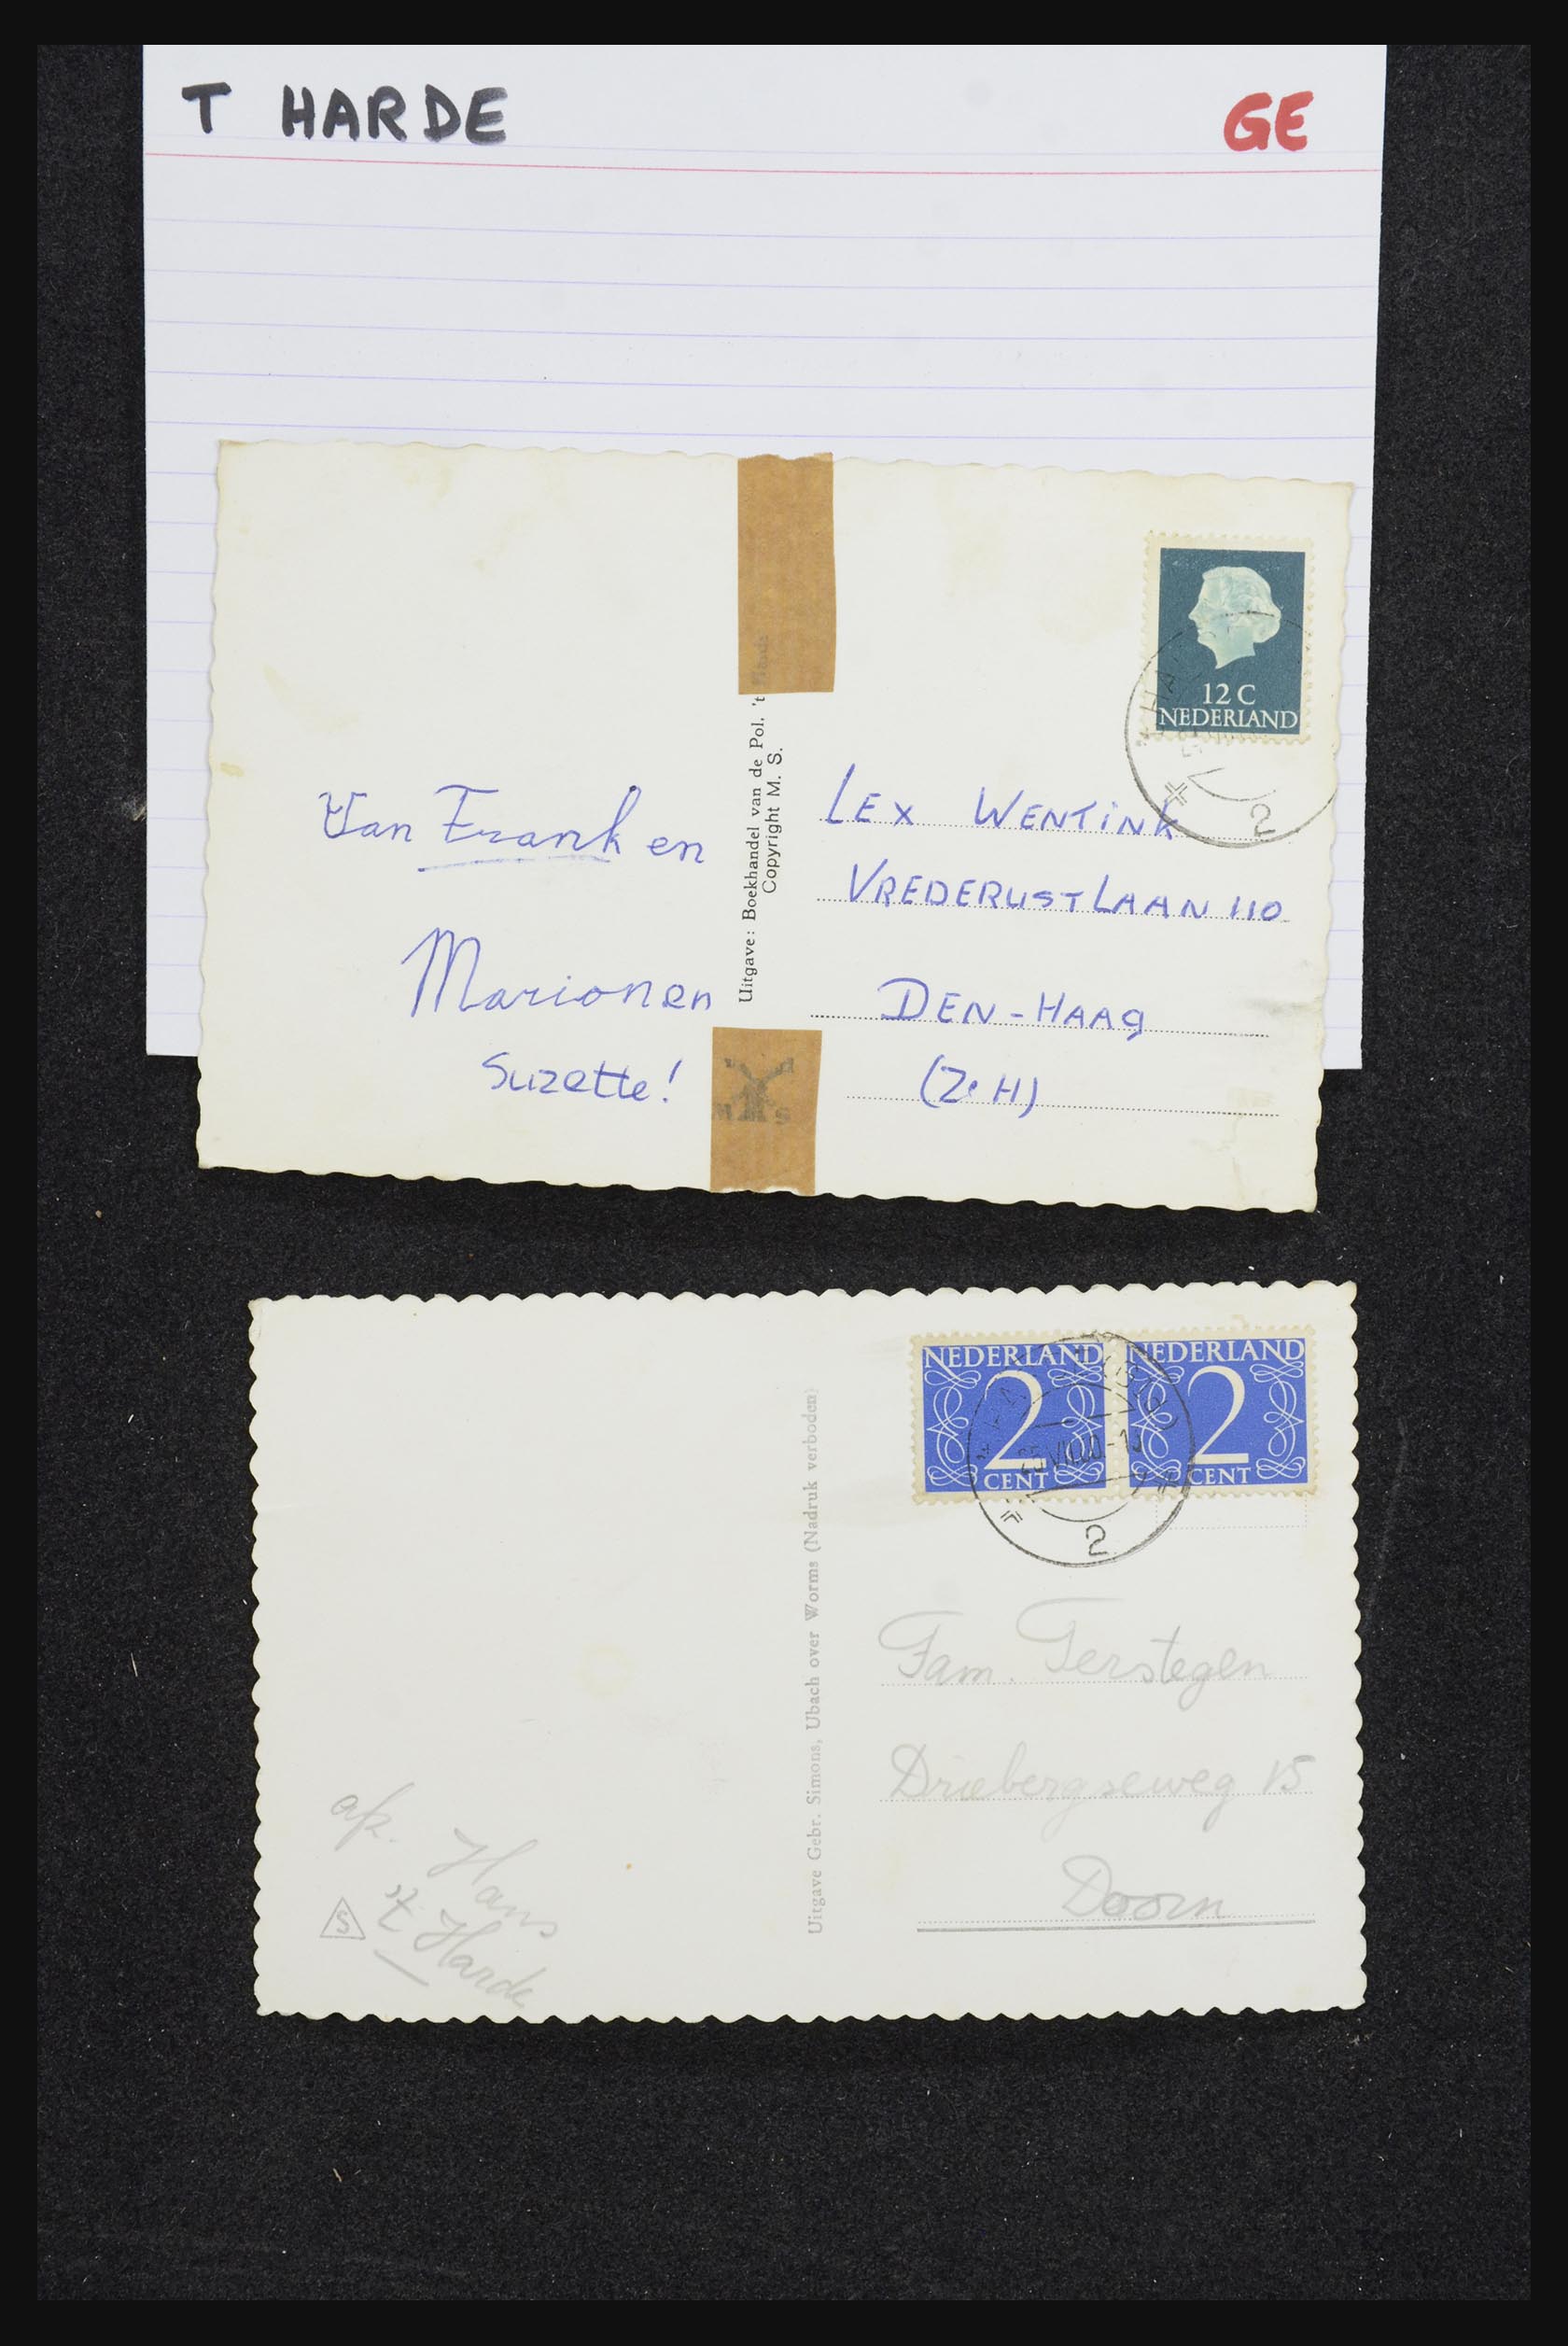 T HARDE
GE
12 C
NEDERLAND
2
Uitgave: Boekhandel van de Pol. 't Harde
Copyright M. S.
Van Frank en
Marion en
Suzette!
LEX WENTINK
VREDERUSTLAAN 110
DEN-HAAG
(Z.H)
M S
NEDERLAND
2
CENT
NEDERLAND
2
CENT
2
Uitgave Gebr. Simons, Ubach over Worms (Nadruk verboden)
Fam. Terstegen
Driebergseweg 15
Doorn
afz. Hans
't Harde
S